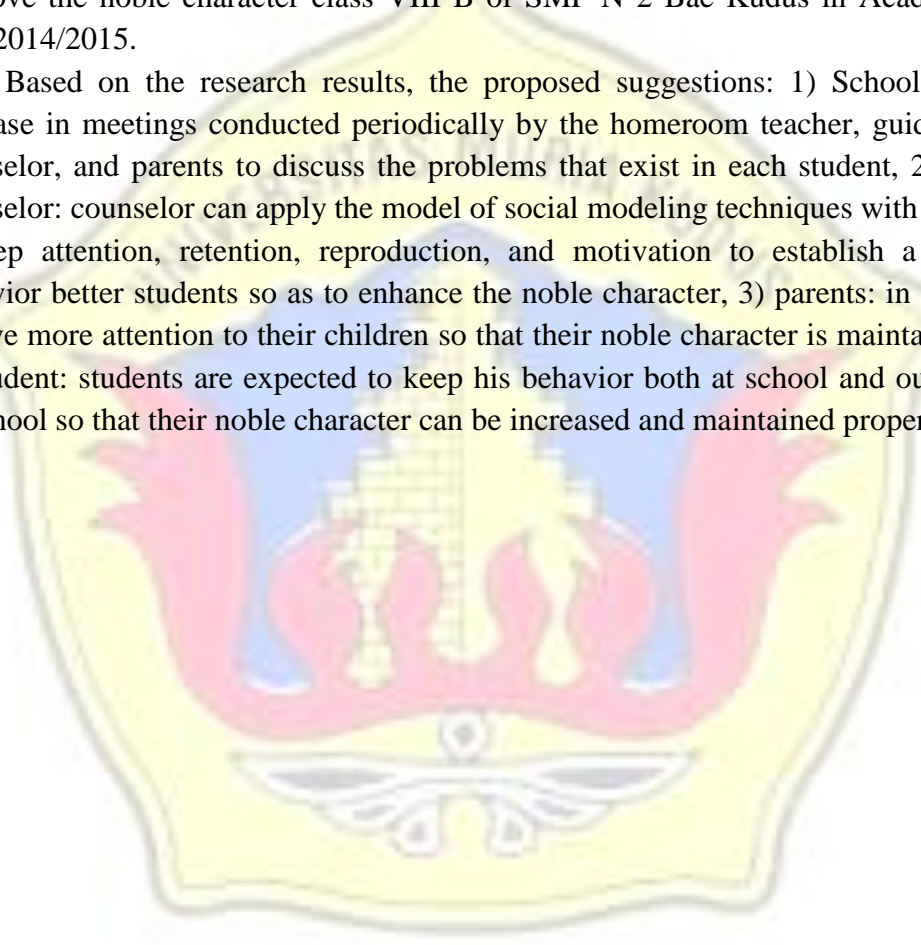 ove the noble character class VIII B of SMP N 2 Bae Kudus in Acad
2014/2015.
Based on the research results, the proposed suggestions: 1) School
ase in meetings conducted periodically by the homeroom teacher, guid
selor, and parents to discuss the problems that exist in each student, 2
selor: counselor can apply the model of social modeling techniques with
ep attention, retention, reproduction, and motivation to establish a
vior better students so as to enhance the noble character, 3) parents: in
ve more attention to their children so that their noble character is mainta
udent: students are expected to keep his behavior both at school and ou
hool so that their noble character can be increased and maintained proper
UNIVERSITAS MURIA KUDUS